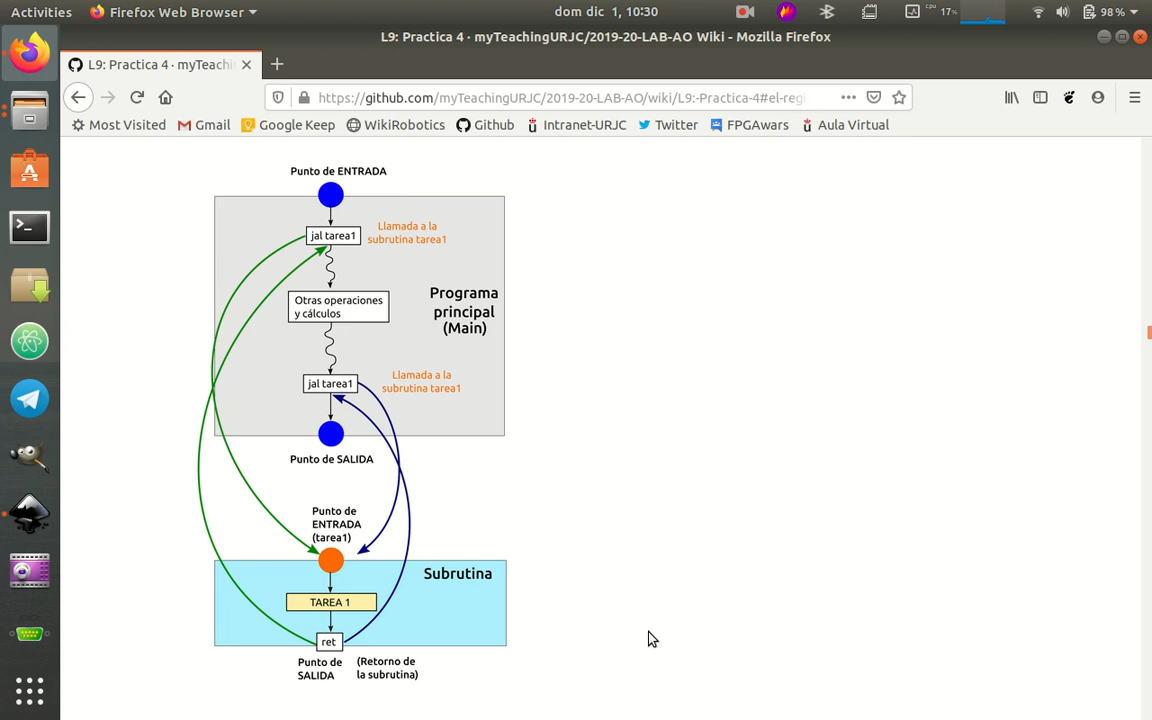 Activities
Firefox Web Browser
dom dic 1, 10:30
cpu 17%
98%
L9: Practica 4 · myTeachingURJC/2019-20-LAB-AO Wiki - Mozilla Firefox
L9: Practica 4 · myTeachi
https://github.com/myTeachingURJC/2019-20-LAB-AO/wiki/L9:-Practica-4#el-regi
Most Visited
Gmail
Google Keep
WikiRobotics
Github
Intranet-URJC
Twitter
FPGAwars
Aula Virtual
Punto de ENTRADA
jal tarea1
Llamada a la
subrutina tarea1
Otras operaciones
y cálculos
Programa
principal
(Main)
jal tarea1
Llamada a la
subrutina tarea1
Punto de SALIDA
Punto de
ENTRADA
(tarea1)
Subrutina
TAREA 1
ret
Punto de
SALIDA
(Retorno de
la subrutina)